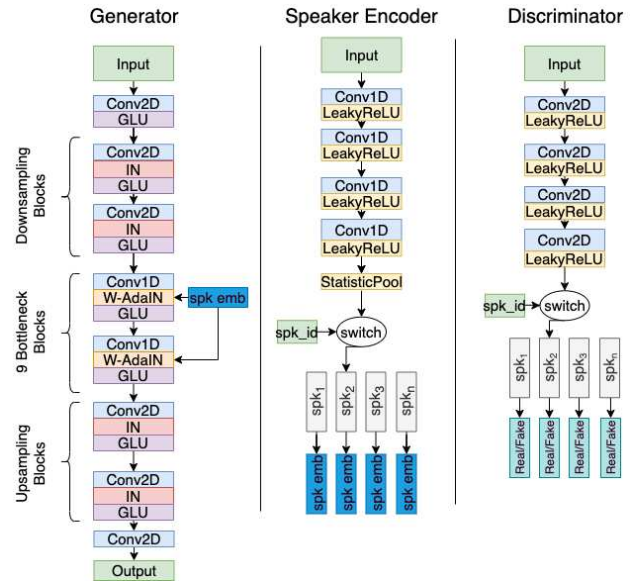 Generator
Input
Conv2D
GLU
Downsampling
Blocks
Conv2D
IN
GLU
Conv2D
IN
GLU
9 Bottleneck
Blocks
Conv1D
W-AdaIN
GLU
spk emb
Conv1D
W-AdaIN
GLU
Upsampling
Blocks
Conv2D
IN
GLU
Conv2D
IN
GLU
Conv2D
Output
Speaker Encoder
Input
Conv1D
LeakyReLU
Conv1D
LeakyReLU
Conv1D
LeakyReLU
Conv1D
LeakyReLU
StatisticPool
spk_id
switch
spk₁
spk₂
spk₃
spkₙ
spk emb
spk emb
spk emb
spk emb
Discriminator
Input
Conv2D
LeakyReLU
Conv2D
LeakyReLU
Conv2D
LeakyReLU
Conv2D
LeakyReLU
spk_id
switch
spk₁
spk₂
spk₃
spkₙ
Real/Fake
Real/Fake
Real/Fake
Real/Fake